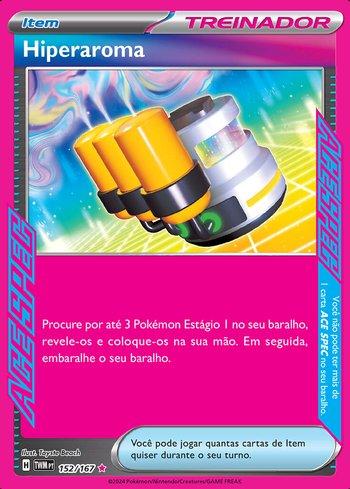 Item
TREINADOR
Hiperaroma
ACE SPEC
ACE SPEC
Você não pode ter mais de
1 carta ACE SPEC no seu baralho.
Procure por até 3 Pokémon Estágio 1 no seu baralho,
revele-os e coloque-os na sua mão. Em seguida,
embaralhe o seu baralho.
Ilust. Toyste Beach
H TWM PT 152/167
Você pode jogar quantas cartas de Item
quiser durante o seu turno.
©2024 Pokémon/Nintendo/Creatures/GAME FREAK